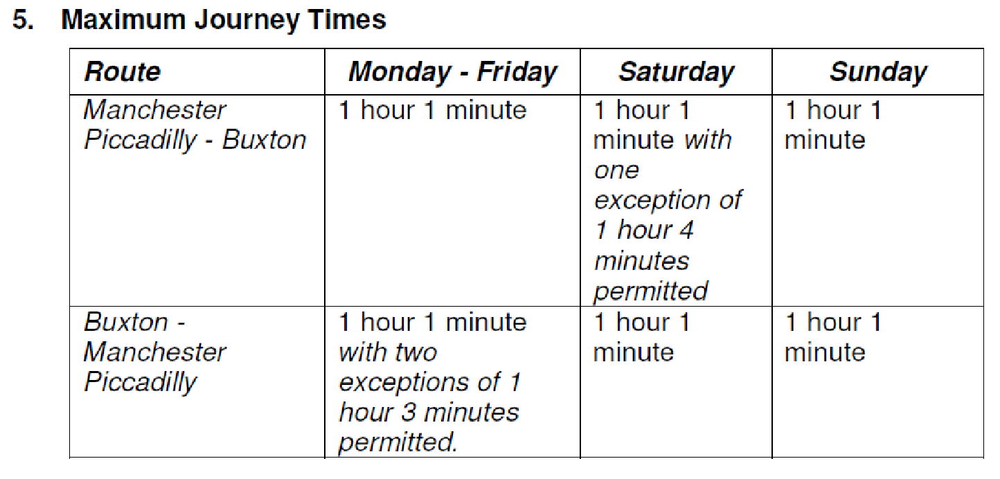 5. Maximum Journey Times
Route Monday - Friday Saturday Sunday
Manchester
Piccadilly - Buxton
1 hour 1 minute
1 hour 1
minute with
one
exception of
1 hour 4
minutes
permitted
1 hour 1
minute
Buxton -
Manchester
Piccadilly
1 hour 1 minute
with two
exceptions of 1
hour 3 minutes
permitted.
1 hour 1
minute
1 hour 1
minute